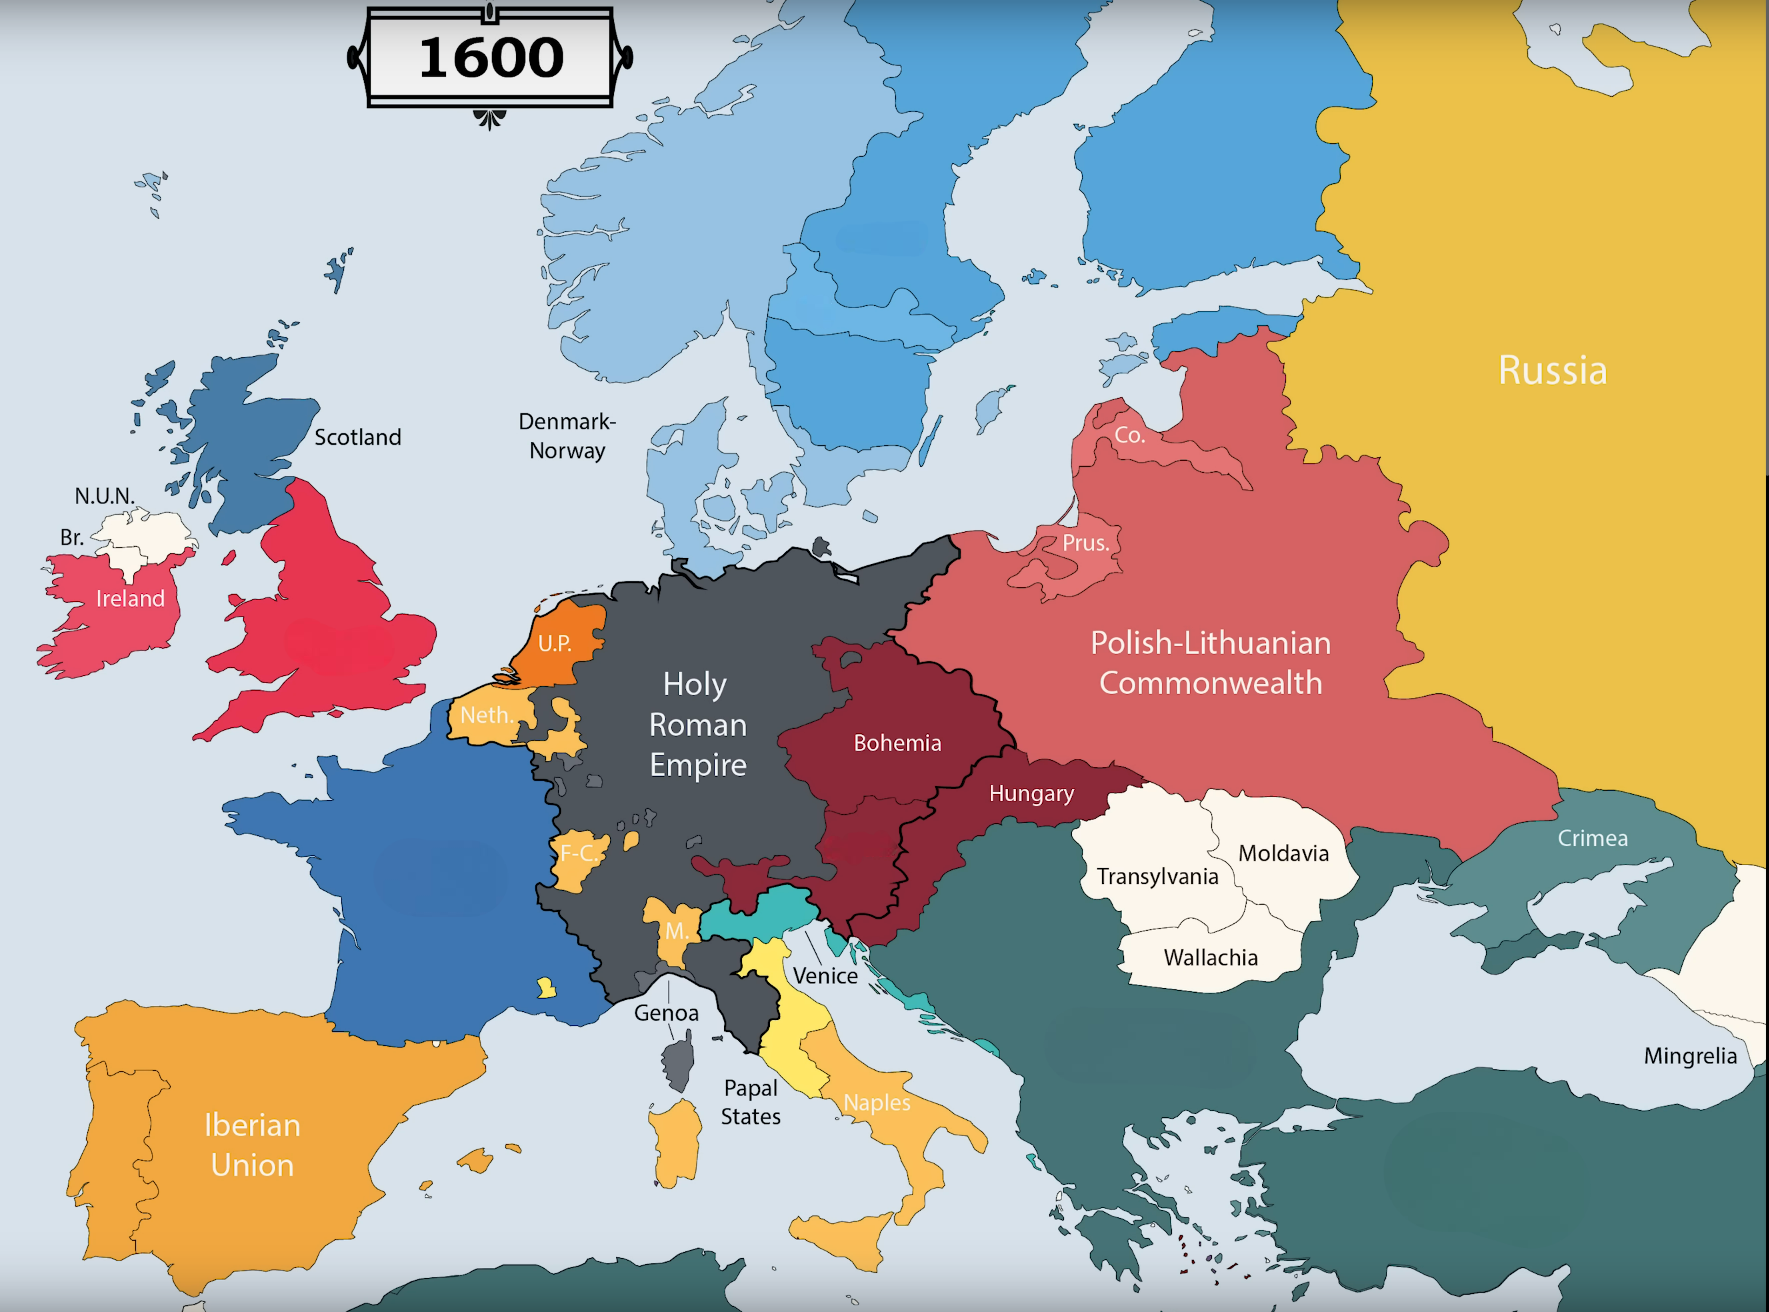 1600
Scotland
Denmark-
Norway
Russia
N.U.N.
Br.
Ireland
Co.
Prus.
U.P.
Neth.
Holy
Roman
Empire
Polish-Lithuanian
Commonwealth
Bohemia
Hungary
F-C.
M.
Transylvania
Moldavia
Crimea
Wallachia
Venice
Genoa
Mingrelia
Papal
States
Naples
Iberian
Union